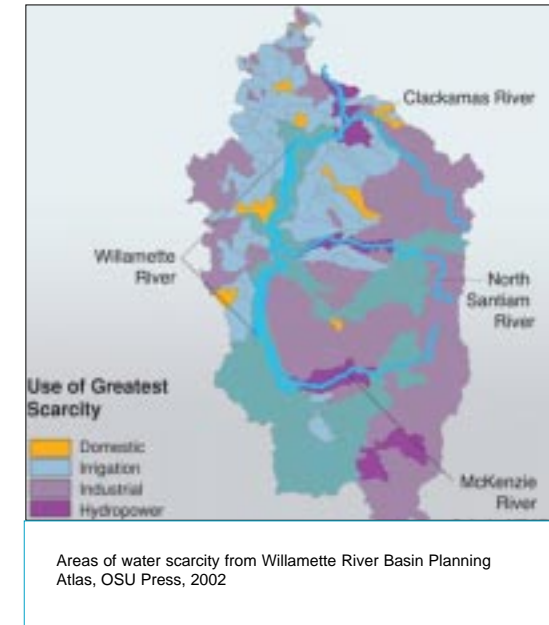 Clackamas River
Willamette
River
North
Santiam
River
Use of Greatest
Scarcity
Domestic
Irrigation
Industrial
Hydropower
McKenzie
River
Areas of water scarcity from Willamette River Basin Planning
Atlas, OSU Press, 2002